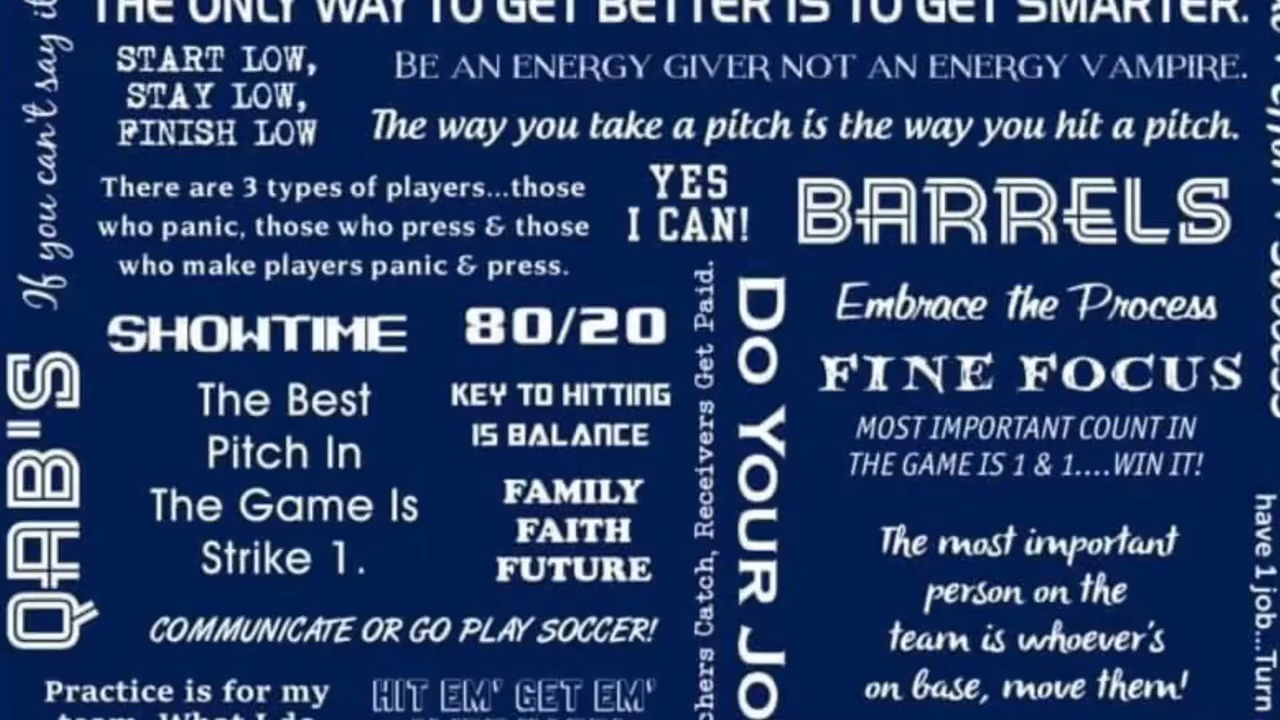 THE ONLY WAY TO GET BETTER IS TO GET SMARTER.
If you can't say it
START LOW,
STAY LOW,
FINISH LOW
BE AN ENERGY GIVER NOT AN ENERGY VAMPIRE.
The way you take a pitch is the way you hit a pitch.
There are 3 types of players...those
who panic, those who press & those
who make players panic & press.
YES
I CAN!
BARRELS
QAB'S
SHOWTIME
80/20
The Best
Pitch In
The Game Is
Strike 1.
KEY TO HITTING
IS BALANCE
FAMILY
FAITH
FUTURE
COMMUNICATE OR GO PLAY SOCCER!
Practice is for my
team. What I do
HIT EM' GET EM'
chers Catch, Receivers Get Paid.
DO YOUR JO
Embrace the Process
FINE FOCUS
MOST IMPORTANT COUNT IN
THE GAME IS 1 & 1....WIN IT!
The most important
person on the
team is whoever's
on base, move them!
have 1 job...Turn